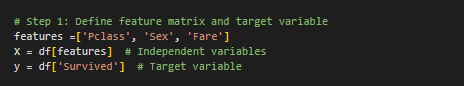 # Step 1: Define feature matrix and target variable
features =['Pclass', 'Sex', 'Fare']
X = df[features]  # Independent variables
y = df['Survived']  # Target variable